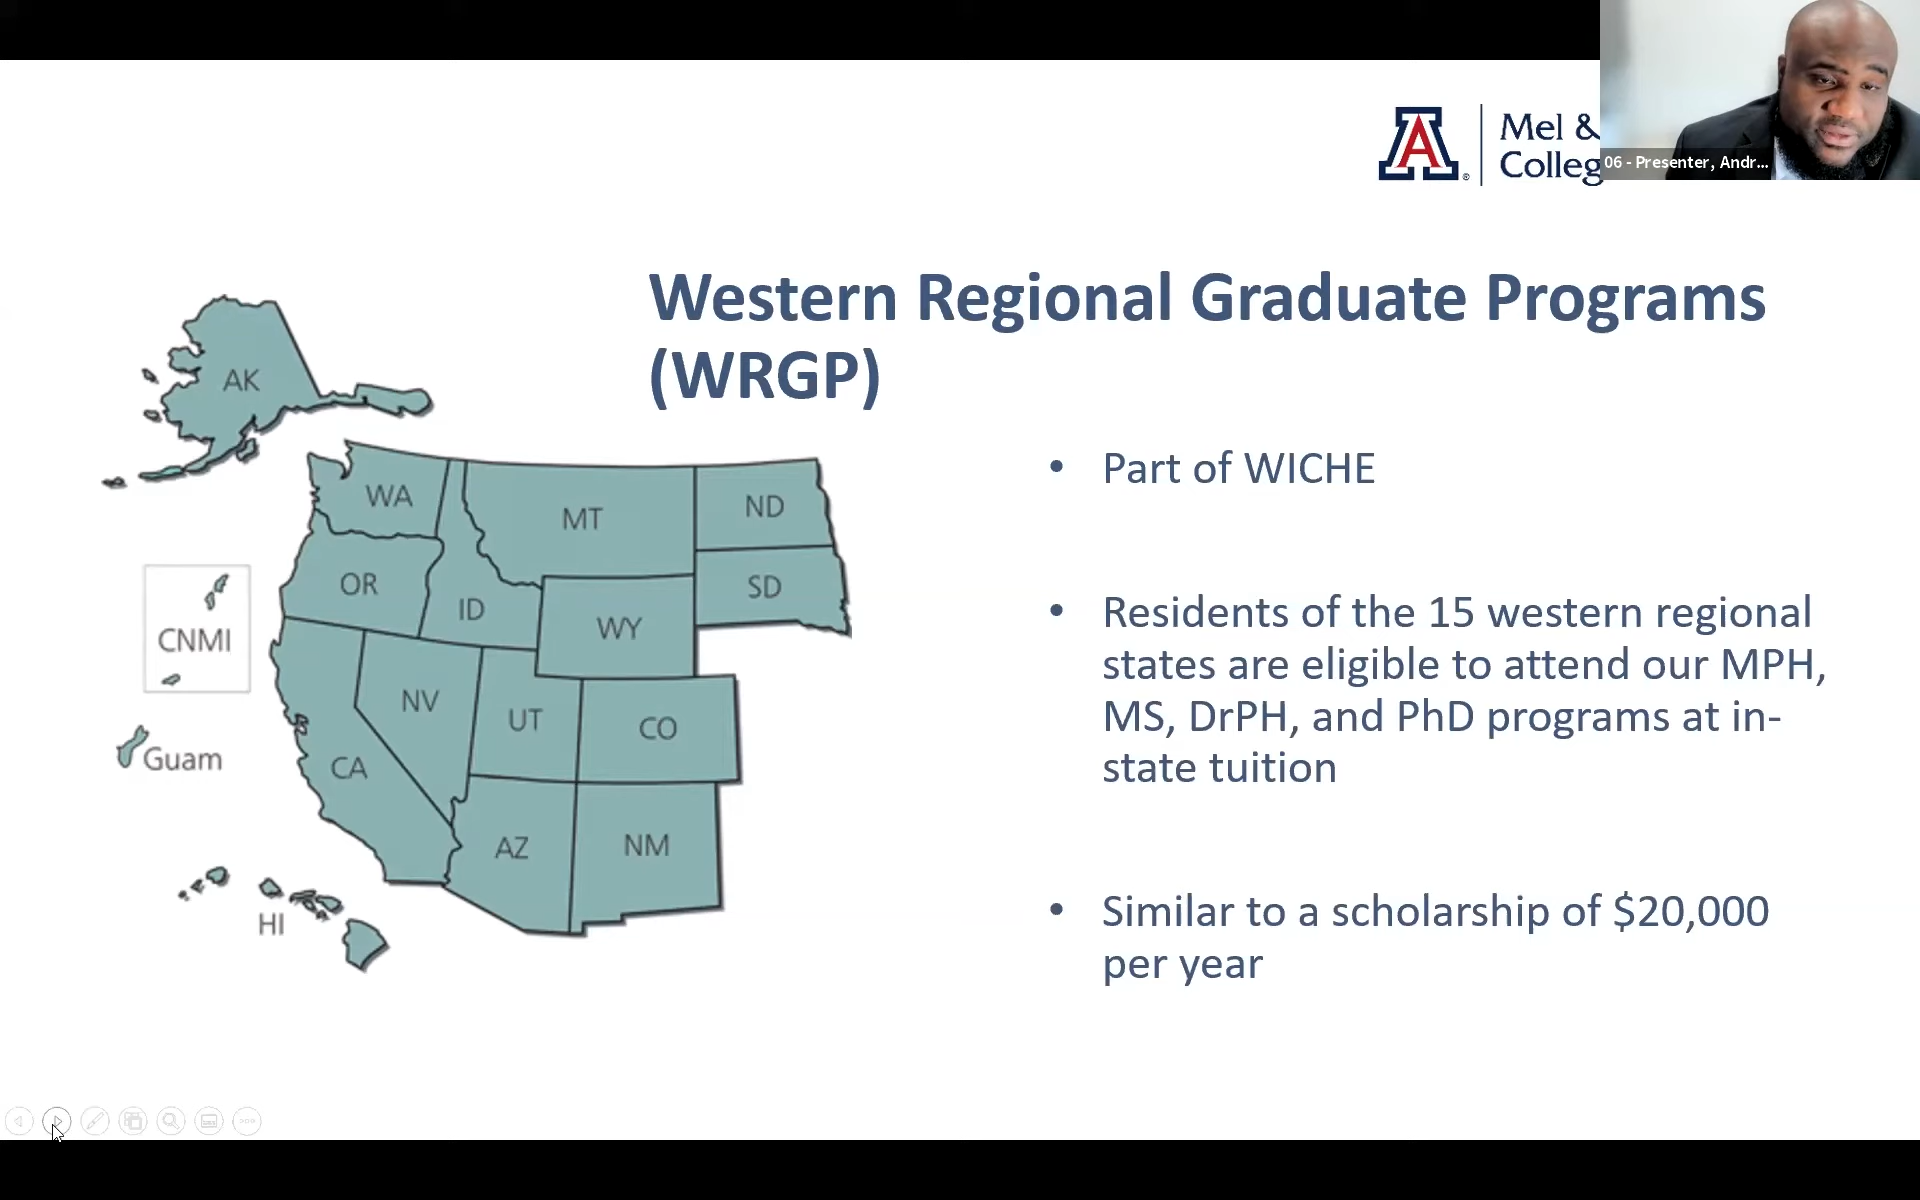 Mel &
Colleg
06 - Presenter, Andr...
Western Regional Graduate Programs
(WRGP)
AK
WA
MT
ND
OR
ID
SD
WY
CNMI
NV
UT
CO
Guam
CA
AZ
NM
HI
• Part of WICHE
• Residents of the 15 western regional
states are eligible to attend our MPH,
MS, DrPH, and PhD programs at in-
state tuition
• Similar to a scholarship of $20,000
per year